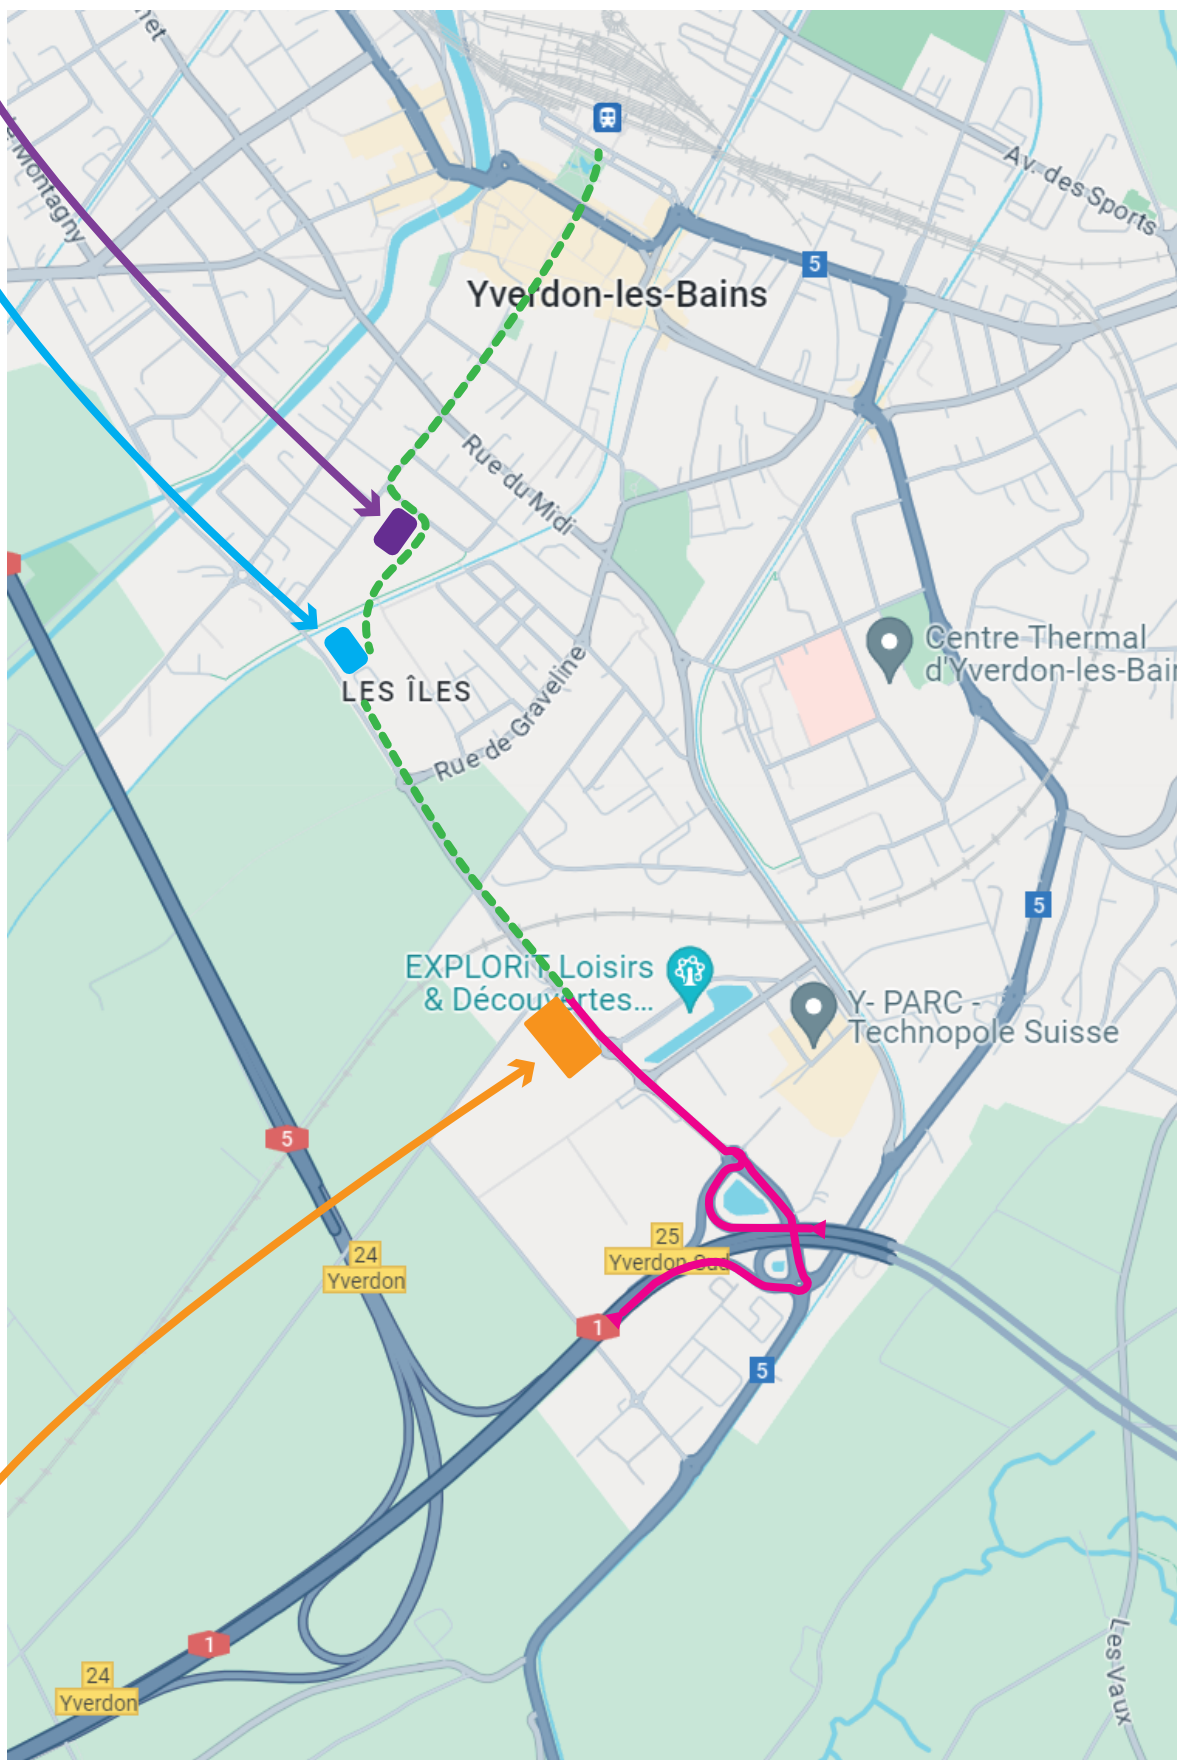 Montagny
Av. des Sports
5
Yverdon-les-Bains
Rue du Midi
Centre Thermal
d'Yverdon-les-Bai
LES ÎLES
Rue de Graveline
5
EXPLORiT Loisirs
& Découvertes...
Y- PARC -
Technopole Suisse
5
24
Yverdon
25
Yverdon-Sud
1
5
1
24
Yverdon
Les Vaux